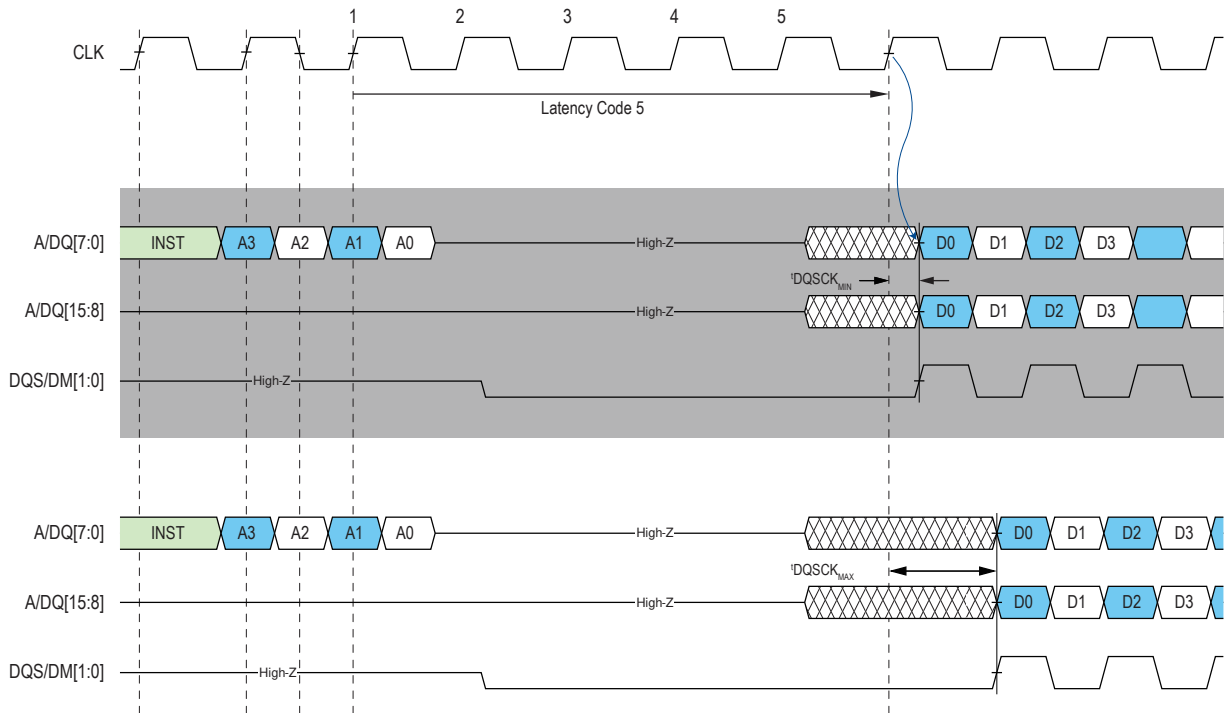 1 2 3 4 5
CLK
Latency Code 5
A/DQ[7:0] INST A3 A2 A1 A0 High-Z D0 D1 D2 D3
tDQSCKMIN
A/DQ[15:8] High-Z D0 D1 D2 D3
DQS/DM[1:0] High-Z
A/DQ[7:0] INST A3 A2 A1 A0 High-Z D0 D1 D2 D3
tDQSCKMAX
A/DQ[15:8] High-Z D0 D1 D2 D3
DQS/DM[1:0] High-Z